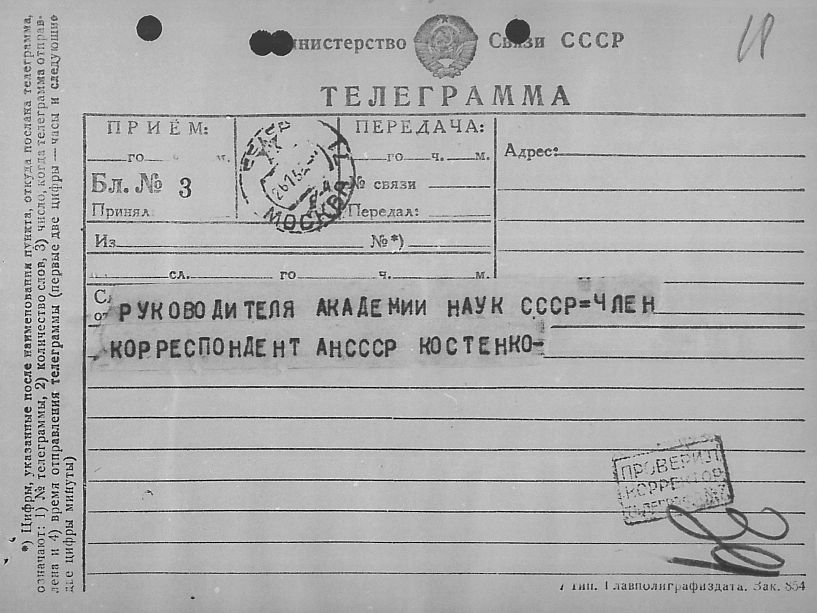 Министерство Связи СССР
18
ТЕЛЕГРАММА
ПРИЁМ:
го ч. м.
Бл. № 3
Принял
МОСКВА
ПЕРЕДАЧА:
го ч. м.
№ связи
Передал:
Адрес:
Из №*)
сл. го ч. м.
РУКОВОДИТЕЛЯ АКАДЕМИИ НАУК СССР=ЧЛЕН
КОРРЕСПОНДЕНТ АНСССР КОСТЕНКО-
ПРОВЕРИЛ
КОРРЕКТОР
Тип. Главполиграфиздата. Зак. 854
*) Цифры, указанные после наименования пункта, откуда послана телеграмма,
означают: 1) № телеграммы, 2) количество слов, 3) число, когда телеграмма отправ-
лена и 4) время отправления телеграммы (первые две цифры — часы и следующие
две цифры минуты)